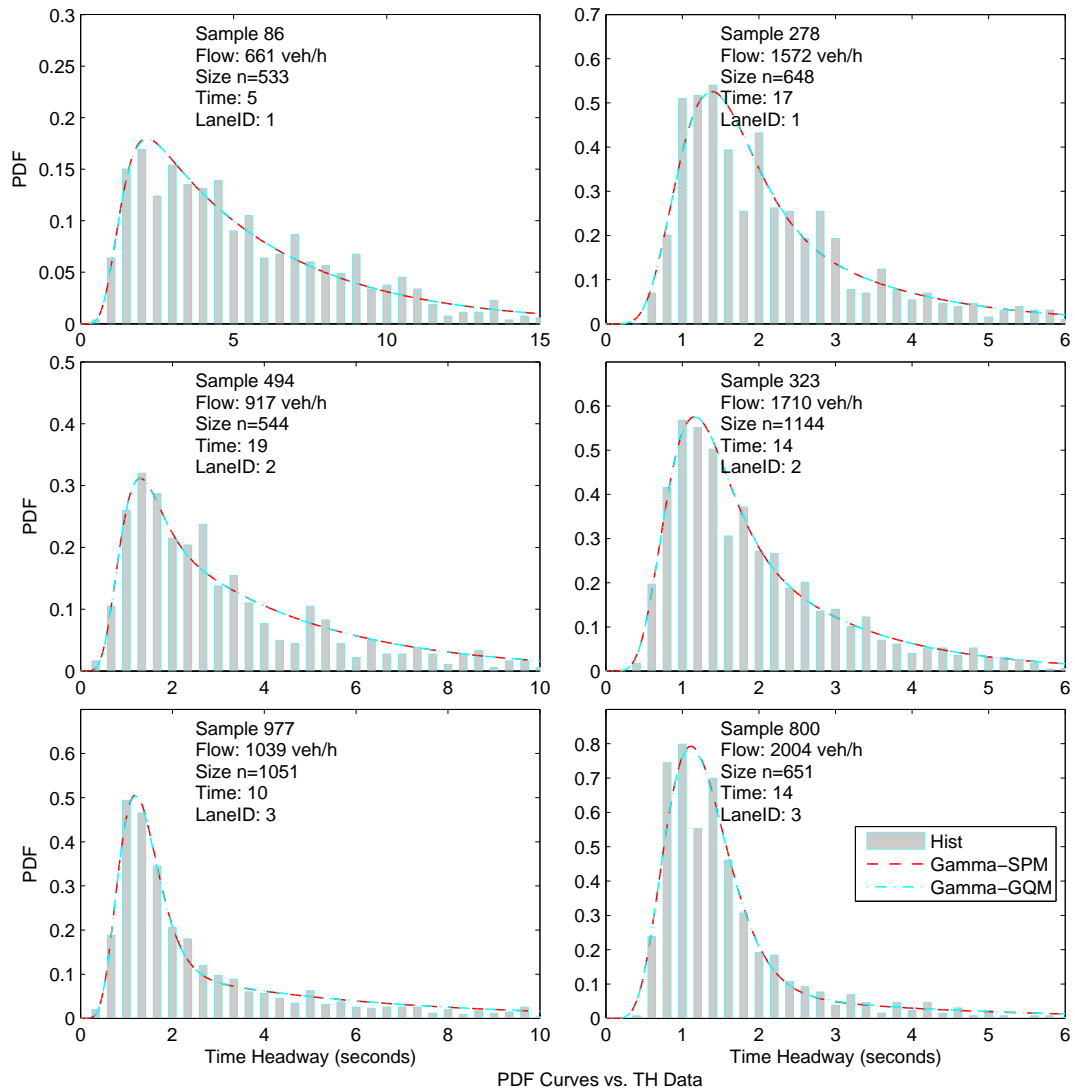 0.3
0.25
0.2
0.15
0.1
0.05
0
PDF
Sample 86
Flow: 661 veh/h
Size n=533
Time: 5
LaneID: 1
0 5 10 15
0.7
0.6
0.5
0.4
0.3
0.2
0.1
0
Sample 278
Flow: 1572 veh/h
Size n=648
Time: 17
LaneID: 1
0 1 2 3 4 5 6
0.5
0.4
0.3
0.2
0.1
0
PDF
Sample 494
Flow: 917 veh/h
Size n=544
Time: 19
LaneID: 2
0 2 4 6 8 10
0.6
0.5
0.4
0.3
0.2
0.1
0
Sample 323
Flow: 1710 veh/h
Size n=1144
Time: 14
LaneID: 2
0 1 2 3 4 5 6
0.6
0.5
0.4
0.3
0.2
0.1
0
PDF
Sample 977
Flow: 1039 veh/h
Size n=1051
Time: 10
LaneID: 3
0 2 4 6 8 10
Time Headway (seconds)
0.8
0.7
0.6
0.5
0.4
0.3
0.2
0.1
0
Sample 800
Flow: 2004 veh/h
Size n=651
Time: 14
LaneID: 3
Hist
Gamma−SPM
Gamma−GQM
0 1 2 3 4 5 6
Time Headway (seconds)
PDF Curves vs. TH Data